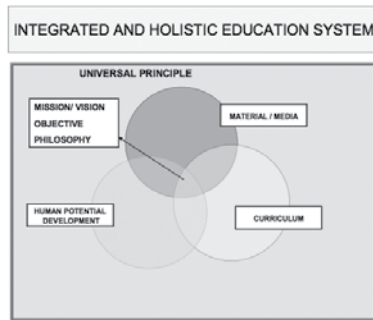 INTEGRATED AND HOLISTIC EDUCATION SYSTEM
UNIVERSAL PRINCIPLE
MISSION/ VISION
OBJECTIVE
PHILOSOPHY
MATERIAL / MEDIA
HUMAN POTENTIAL
DEVELOPMENT
CURRICULUM